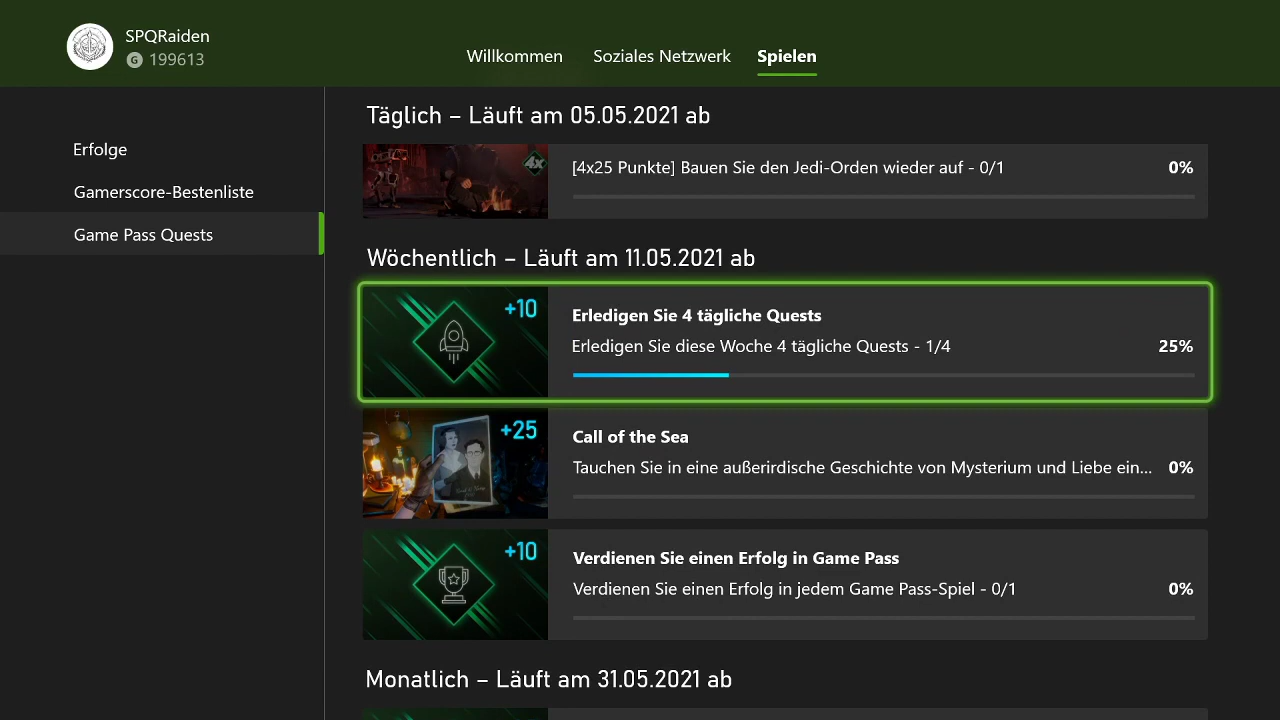 SPQRaiden
G 199613
Willkommen
Soziales Netzwerk
Spielen
Erfolge
Gamerscore-Bestenliste
Game Pass Quests
Täglich – Läuft am 05.05.2021 ab
4x
[4x25 Punkte] Bauen Sie den Jedi-Orden wieder auf - 0/1
0%
Wöchentlich – Läuft am 11.05.2021 ab
+10
Erledigen Sie 4 tägliche Quests
Erledigen Sie diese Woche 4 tägliche Quests - 1/4
25%
+25
Call of the Sea
Tauchen Sie in eine außerirdische Geschichte von Mysterium und Liebe ein...
0%
+10
Verdienen Sie einen Erfolg in Game Pass
Verdienen Sie einen Erfolg in jedem Game Pass-Spiel - 0/1
0%
Monatlich – Läuft am 31.05.2021 ab